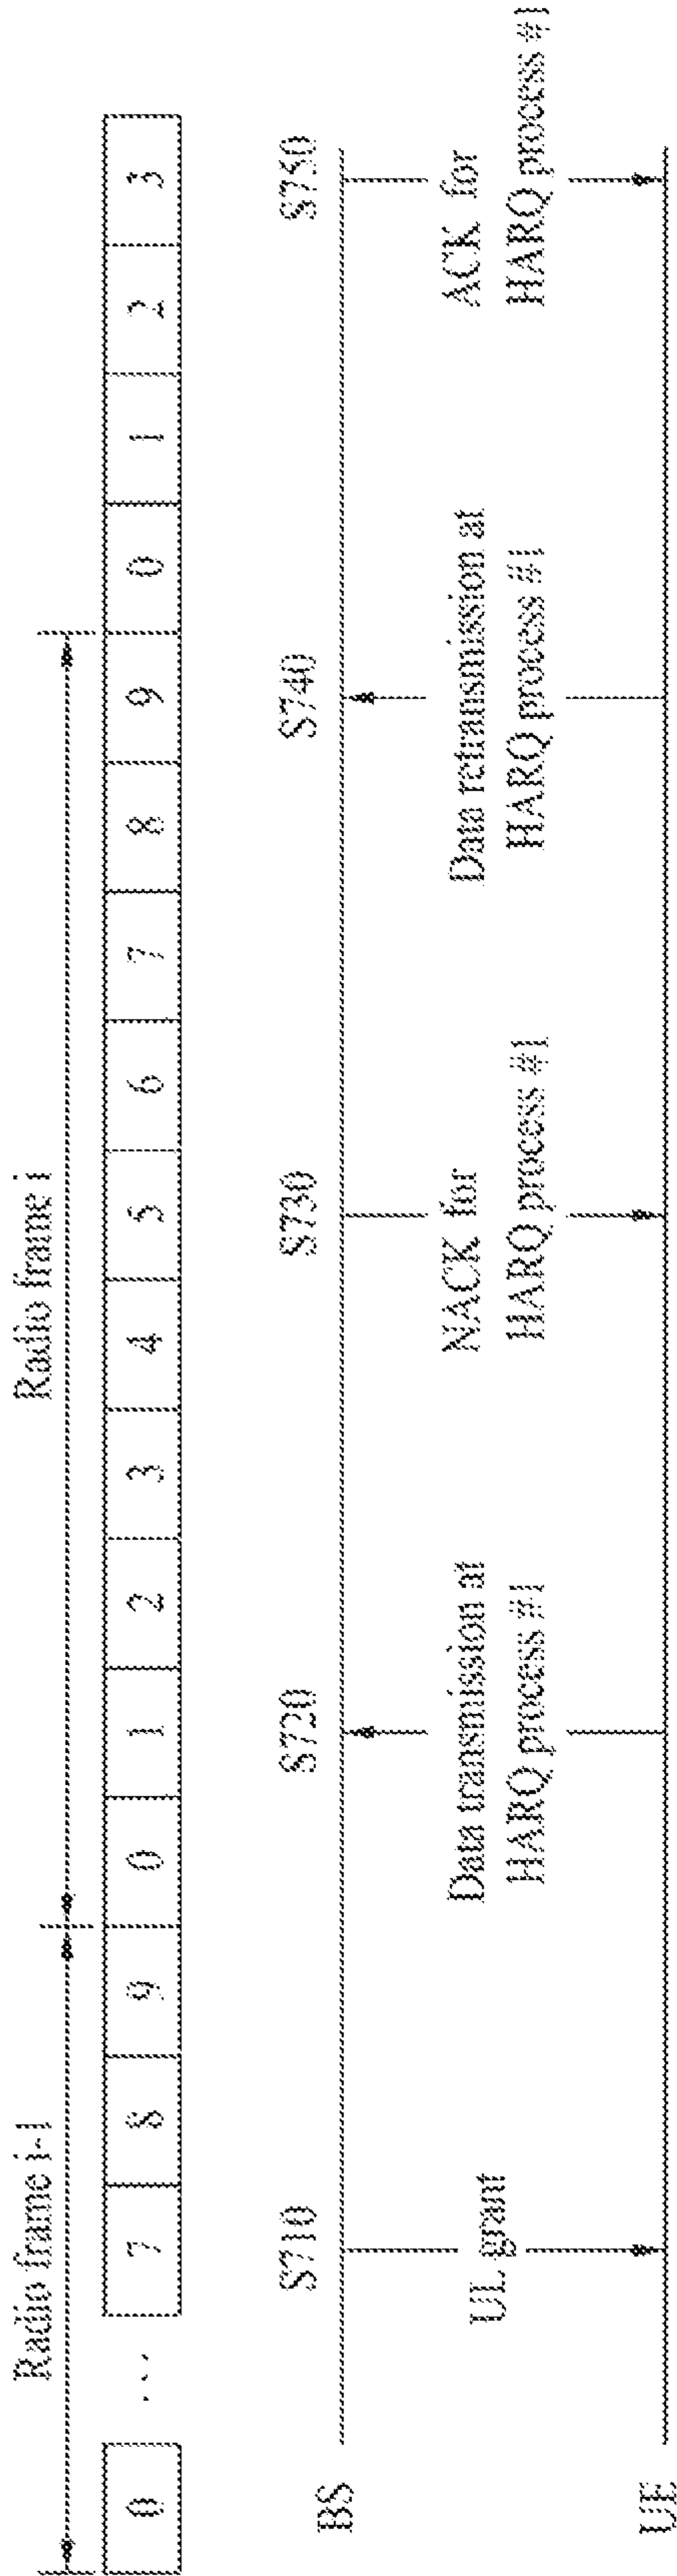 Radio frame i-1
Radio frame i
0 ... 7 8 9 0 1 2 3 4 5 6 7 8 9 0 1 2 3
S710
S720
S730
S740
S750
BS
UL grant
Data transmission at
HARQ process #1
NACK for
HARQ process #1
Data retransmission at
HARQ process #1
ACK for
HARQ process #1
UE